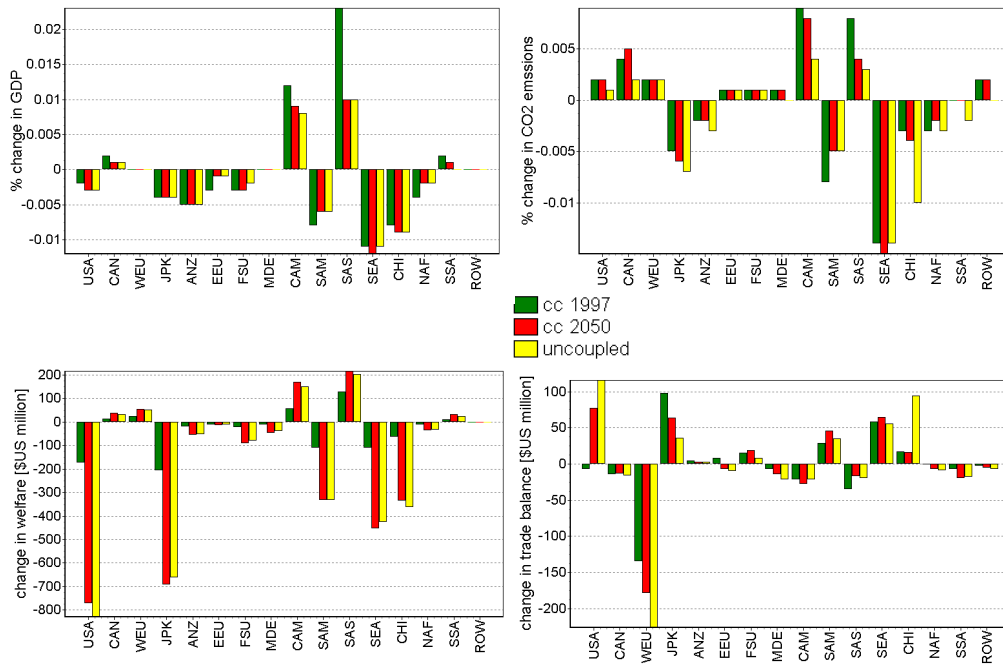 % change in GDP
0.02
0.015
0.01
0.005
0
-0.005
-0.01
USA CAN WEU JPK ANZ EEU FSU MDE CAM SAM SAS SEA CHI NAF SSA ROW
% change in CO2 emssions
0.005
0
-0.005
-0.01
USA CAN WEU JPK ANZ EEU FSU MDE CAM SAM SAS SEA CHI NAF SSA ROW
cc 1997
cc 2050
uncoupled
change in welfare [$US million]
200
100
0
-100
-200
-300
-400
-500
-600
-700
-800
USA CAN WEU JPK ANZ EEU FSU MDE CAM SAM SAS SEA CHI NAF SSA ROW
change in trade balance [$US million]
100
50
0
-50
-100
-150
-200
USA CAN WEU JPK ANZ EEU FSU MDE CAM SAM SAS SEA CHI NAF SSA ROW